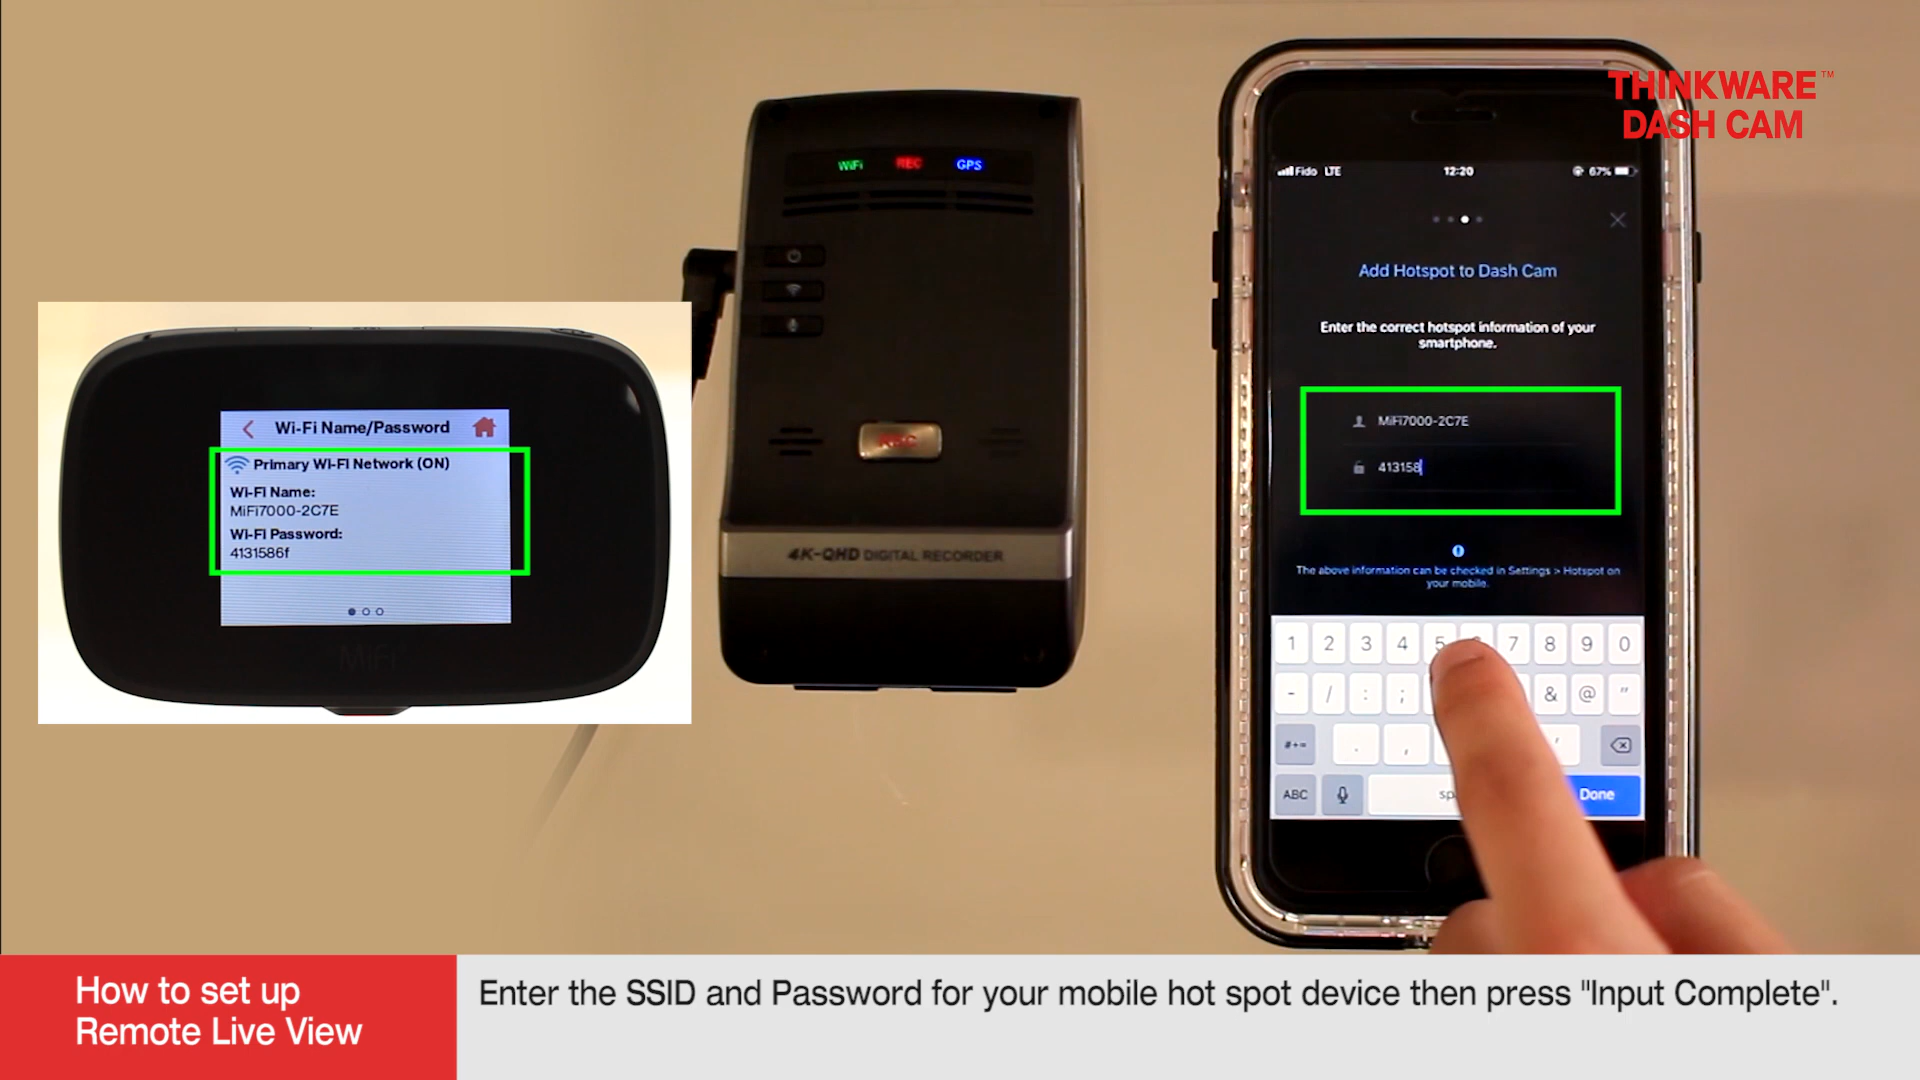 THINKWARE™
DASH CAM
WiFi REC GPS
REC
4K-QHD DIGITAL RECORDER
Wi-Fi Name/Password
Primary Wi-Fi Network (ON)
Wi-Fi Name:
MiFi7000-2C7E
Wi-Fi Password:
4131586f
MiFi
Fido LTE 12:20 67%
Add Hotspot to Dash Cam
Enter the correct hotspot information of your
smartphone.
MiFi7000-2C7E
413158
The above information can be checked in Settings > Hotspot on
your mobile.
1 2 3 4 5 6 7 8 9 0
- / : ; & @ "
#+= . , '
ABC Done
How to set up
Remote Live View
Enter the SSID and Password for your mobile hot spot device then press "Input Complete".